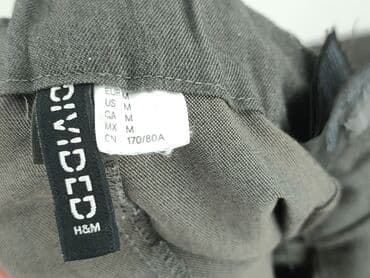 DIVIDED
H&M
EUR M
US M
CA M
MX M
CN 170/80A